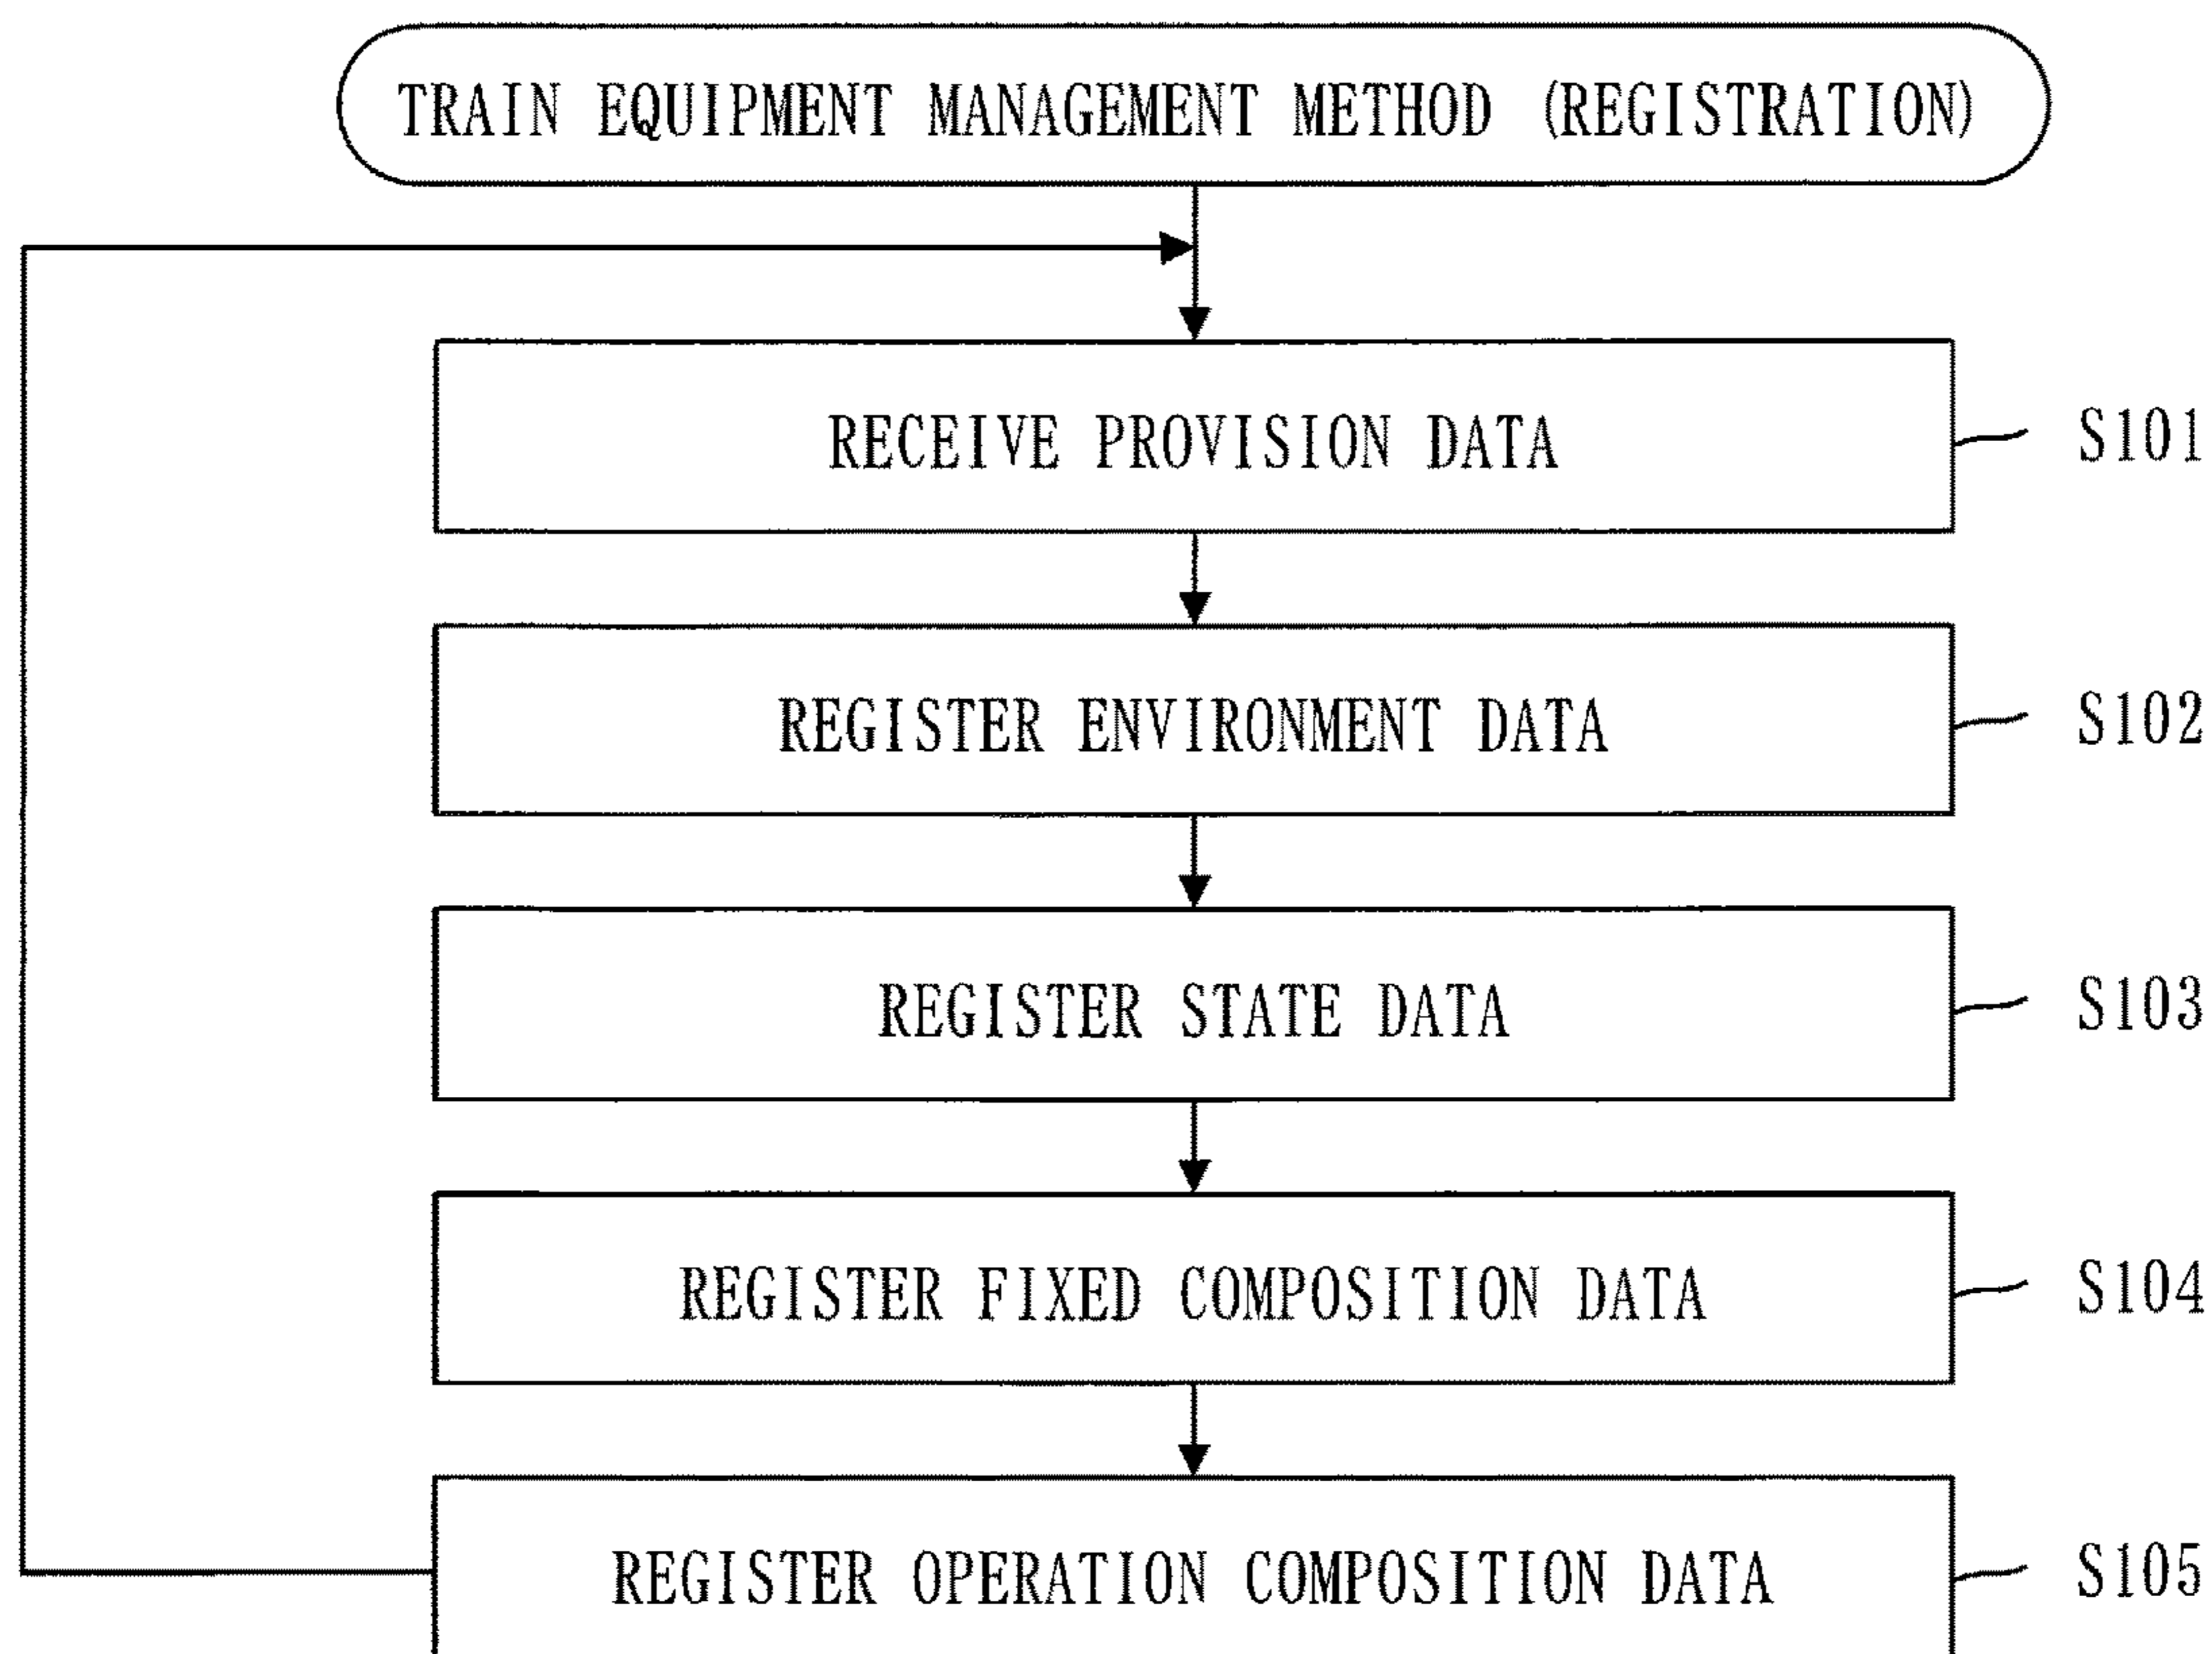 TRAIN EQUIPMENT MANAGEMENT METHOD (REGISTRATION)
RECEIVE PROVISION DATA
S101
REGISTER ENVIRONMENT DATA
S102
REGISTER STATE DATA
S103
REGISTER FIXED COMPOSITION DATA
S104
REGISTER OPERATION COMPOSITION DATA
S105